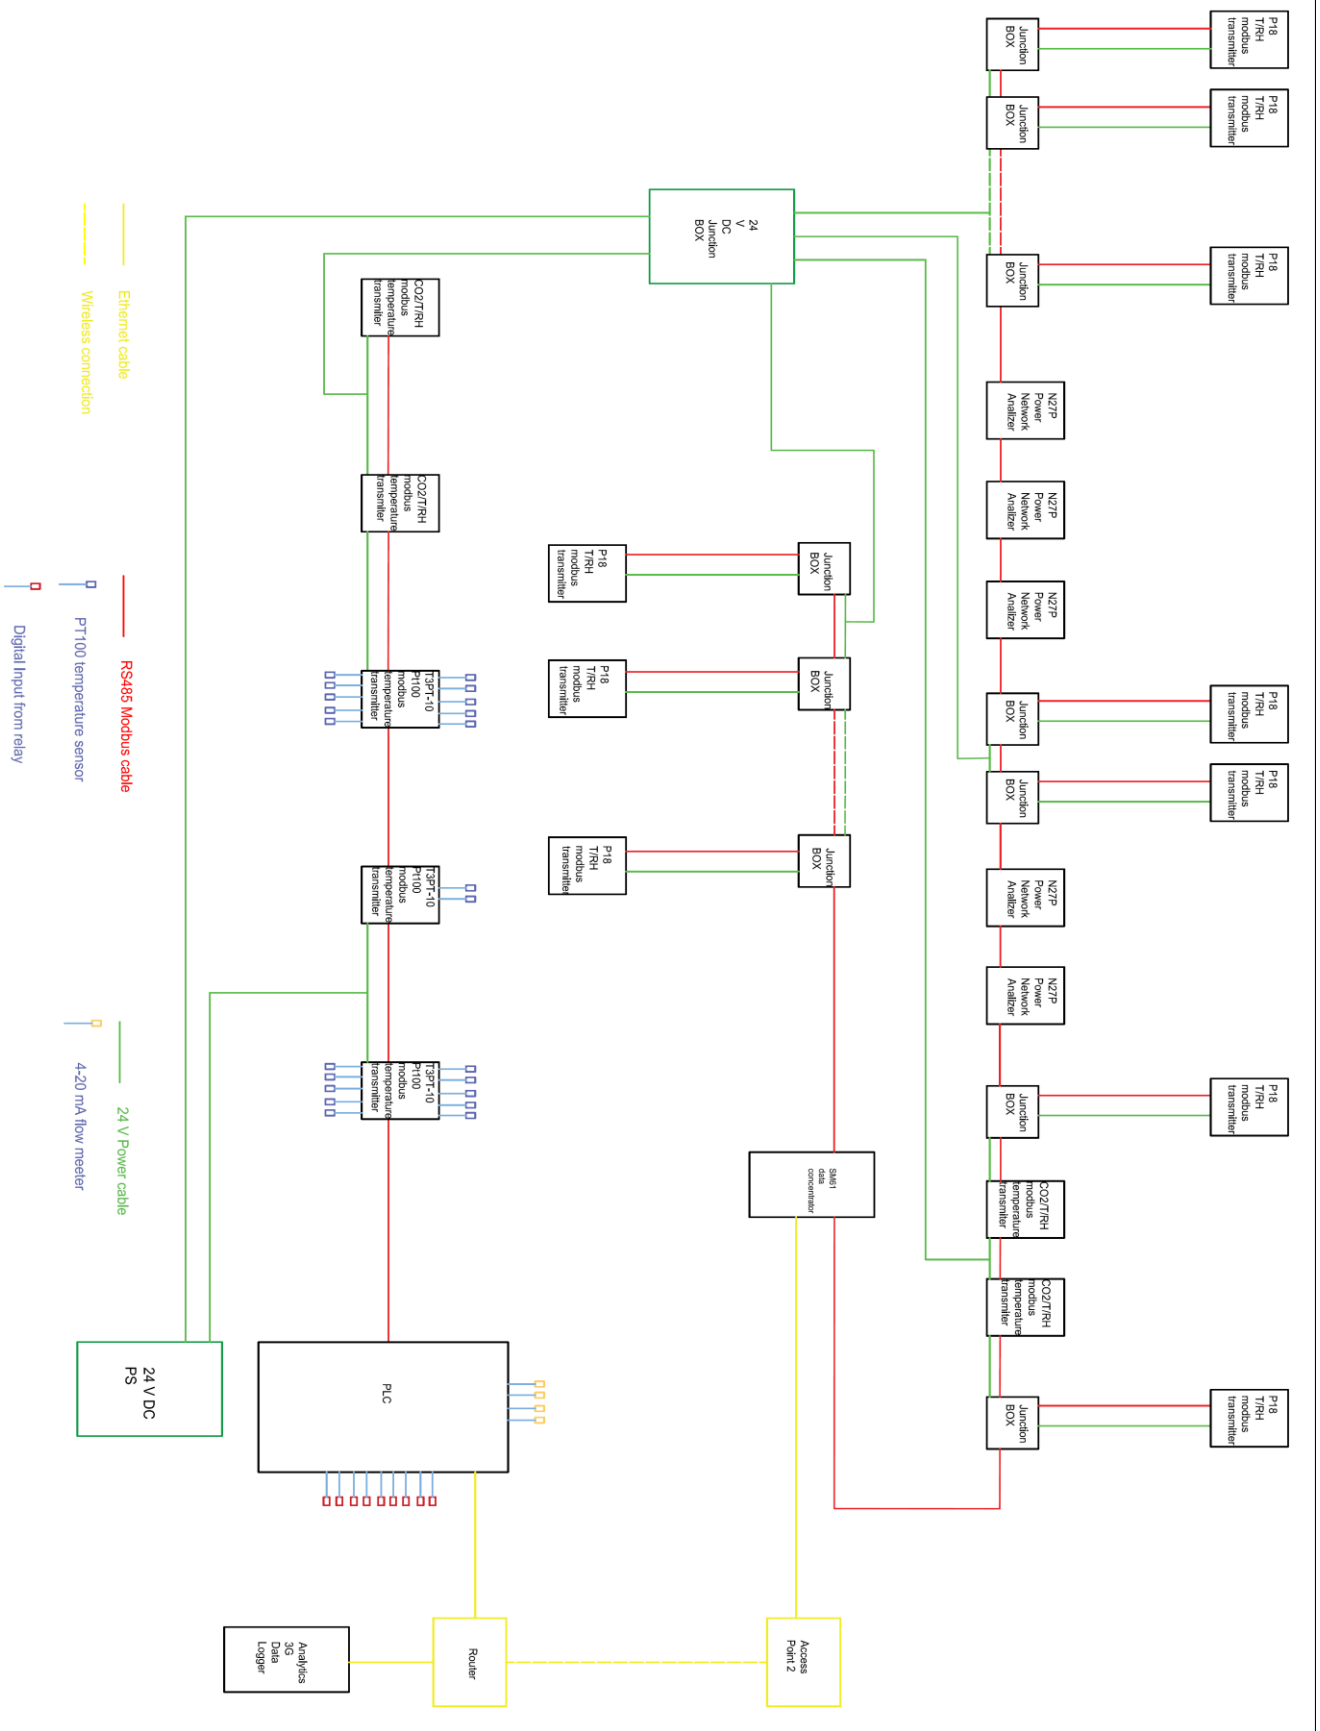 P18
T/RH
modbus
transmitter
P18
T/RH
modbus
transmitter
P18
T/RH
modbus
transmitter
P18
T/RH
modbus
transmitter
P18
T/RH
modbus
transmitter
P18
T/RH
modbus
transmitter
P18
T/RH
modbus
transmitter
Junction
BOX
Junction
BOX
Junction
BOX
N27P
Power
Network
Analizer
N27P
Power
Network
Analizer
N27P
Power
Network
Analizer
Junction
BOX
Junction
BOX
N27P
Power
Network
Analizer
N27P
Power
Network
Analizer
Junction
BOX
CO2/T/RH
modbus
temperature
transmiter
CO2/T/RH
modbus
temperature
transmiter
Junction
BOX
24
V
DC
Junction
BOX
Junction
BOX
Junction
BOX
Junction
BOX
SM61
data
concentrator
Access
Point 2
P18
T/RH
modbus
transmitter
P18
T/RH
modbus
transmitter
P18
T/RH
modbus
transmitter
CO2/T/RH
modbus
temperature
transmiter
CO2/T/RH
modbus
temperature
transmiter
T3PT-10
Pt100
modbus
temperature
transmitter
T3PT-10
Pt100
modbus
temperature
transmitter
T3PT-10
Pt100
modbus
temperature
transmitter
PLC
Router
Analytics
3G
Data
Logger
24 V DC
PS
Ethernet cable
RS485 Modbus cable
24 V Power cable
Wireless connection
PT100 temperature sensor
4-20 mA flow meeter
Digital Input from relay